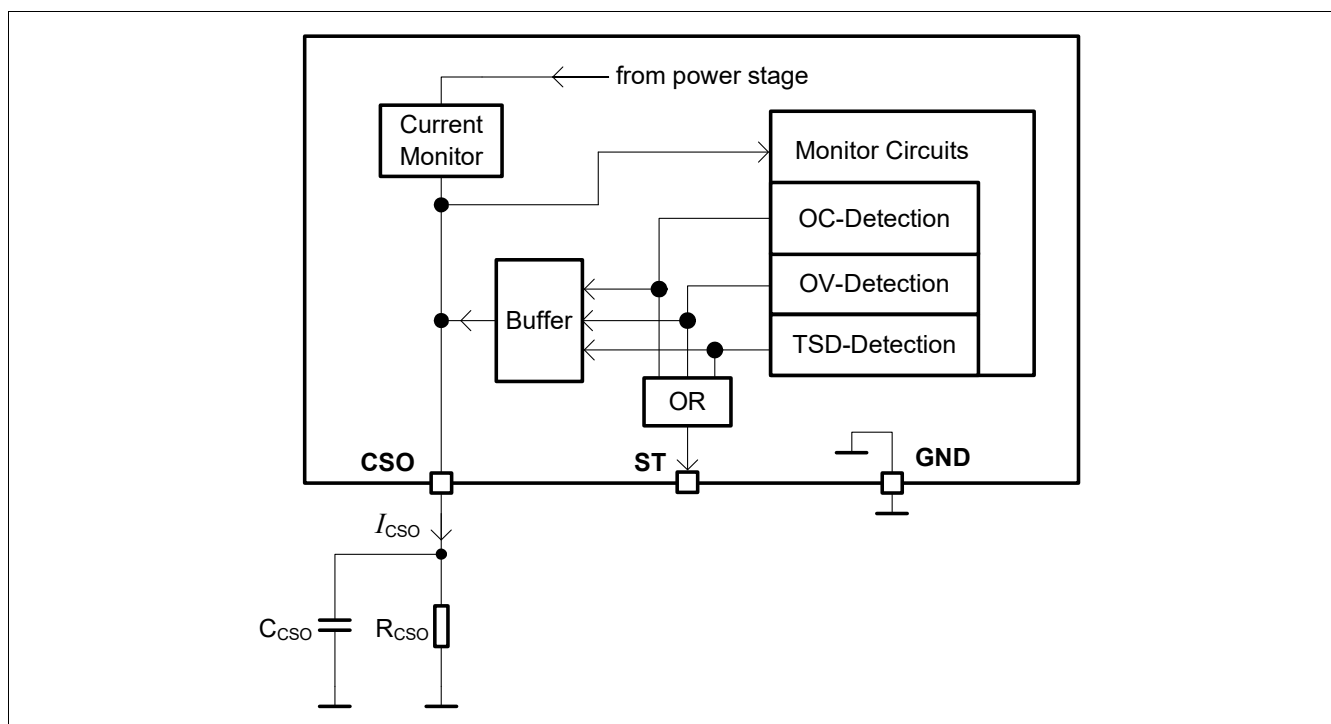 from power stage
Current
Monitor
Monitor Circuits
OC-Detection
OV-Detection
Buffer
TSD-Detection
OR
CSO
ST
GND
ICSO
CCSO
RCSO